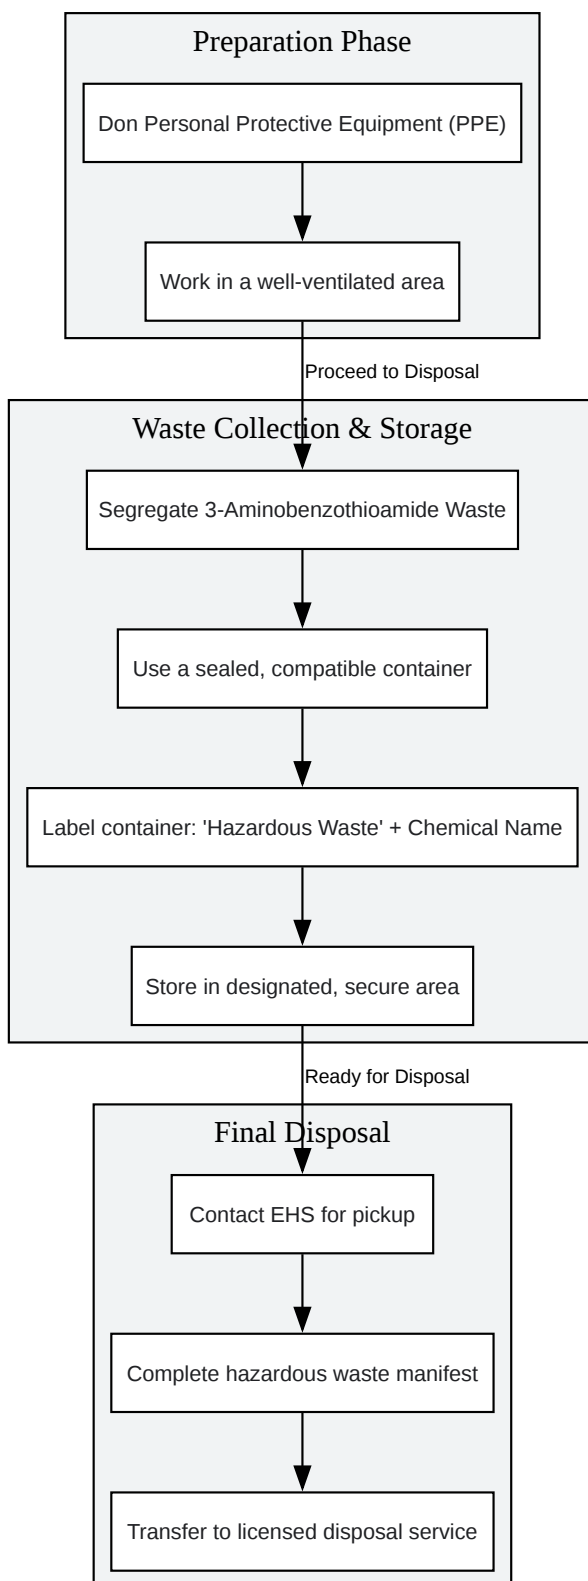 Preparation Phase
Don Personal Protective Equipment (PPE)
Work in a well-ventilated area
Proceed to Disposal
Waste Collection & Storage
Segregate 3-Aminobenzothioamide Waste
Use a sealed, compatible container
Label container: 'Hazardous Waste' + Chemical Name
Store in designated, secure area
Ready for Disposal
Final Disposal
Contact EHS for pickup
Complete hazardous waste manifest
Transfer to licensed disposal service